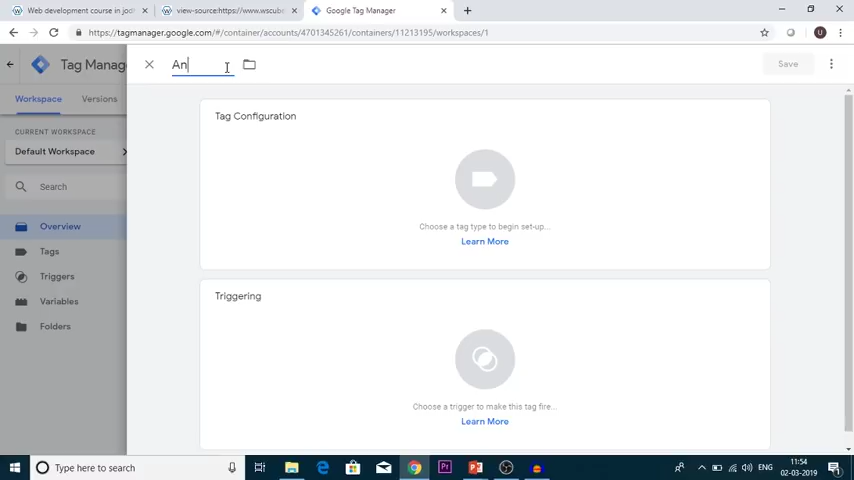 Web development course in jodh
view-source:https://www.wscube
Google Tag Manager
https://tagmanager.google.com/#/container/accounts/4701345261/containers/11213195/workspaces/1
U
Tag Mana
An
Save
Workspace
Versions
CURRENT WORKSPACE
Default Workspace
Search
Overview
Tags
Triggers
Variables
Folders
Tag Configuration
Choose a tag type to begin set-up...
Learn More
Triggering
Choose a trigger to make this tag fire...
Learn More
Type here to search
Pr
ENG
11:54
02-03-2019